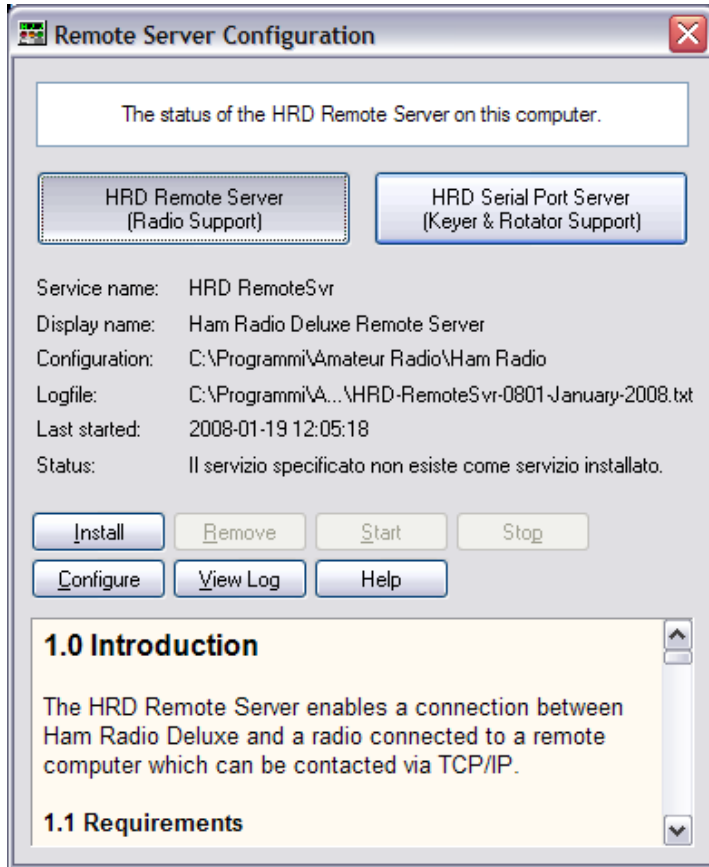 Remote Server Configuration
The status of the HRD Remote Server on this computer.
HRD Remote Server
(Radio Support)
HRD Serial Port Server
(Keyer & Rotator Support)
Service name: HRD RemoteSvr
Display name: Ham Radio Deluxe Remote Server
Configuration: C:\Programmi\Amateur Radio\Ham Radio
Logfile: C:\Programmi\A...\HRD-RemoteSvr-0801-January-2008.txt
Last started: 2008-01-19 12:05:18
Status: Il servizio specificato non esiste come servizio installato.
Install Remove Start Stop
Configure View Log Help
1.0 Introduction
The HRD Remote Server enables a connection between
Ham Radio Deluxe and a radio connected to a remote
computer which can be contacted via TCP/IP.
1.1 Requirements